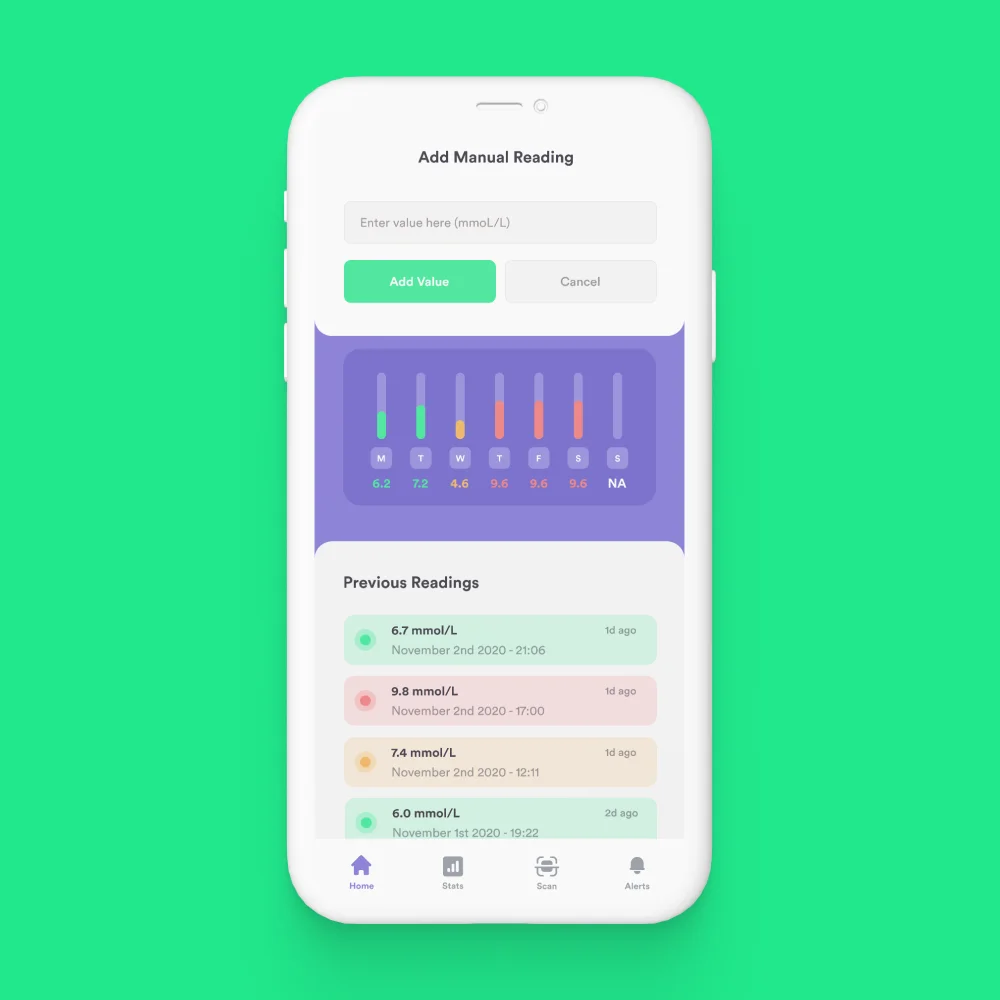 Add Manual Reading
Enter value here (mmoL/L)
Add Value Cancel
M T W T F S S
6.2 7.2 4.6 9.6 9.6 9.6 NA
Previous Readings
6.7 mmol/L 1d ago
November 2nd 2020 - 21:06
9.8 mmol/L 1d ago
November 2nd 2020 - 17:00
7.4 mmol/L 1d ago
November 2nd 2020 - 12:11
6.0 mmol/L 2d ago
November 1st 2020 - 19:22
Home Stats Scan Alerts